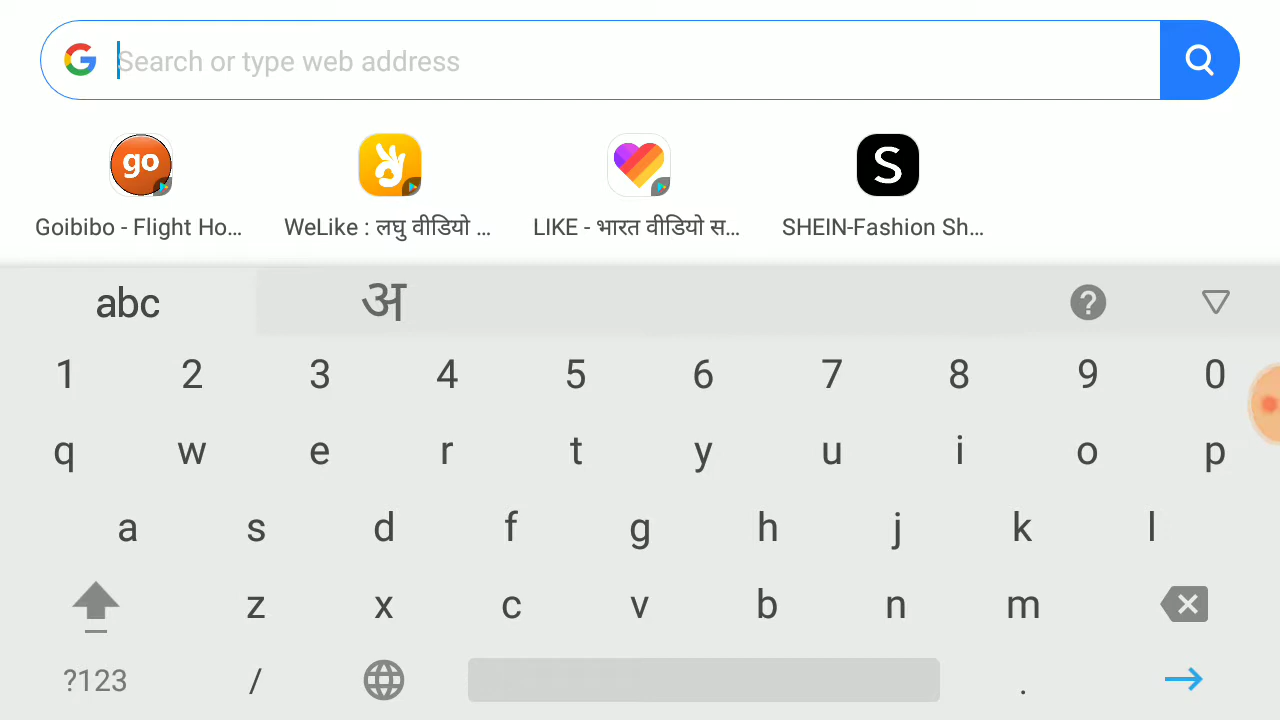 Search or type web address
go
S
Goibibo - Flight Ho...
WeLike : लघु वीडियो ...
LIKE - भारत वीडियो स...
SHEIN-Fashion Sh...
abc अ ?
1 2 3 4 5 6 7 8 9 0
q w e r t y u i o p
a s d f g h j k l
z x c v b n m
?123 / .